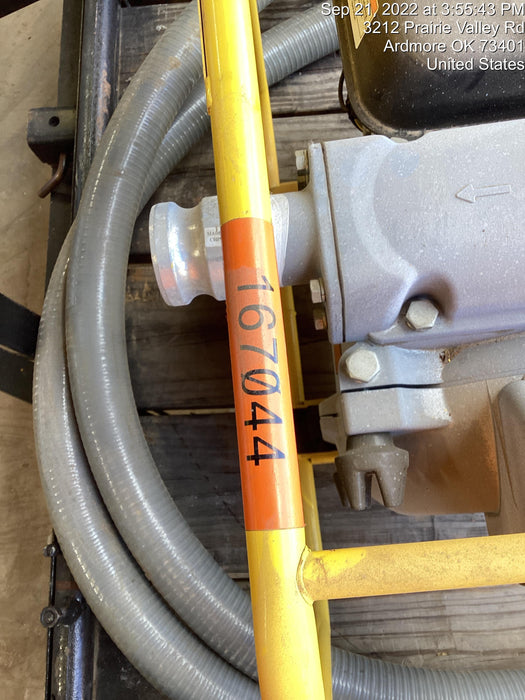 Sep 21, 2022 at 3:55:43 PM
3212 Prairie Valley Rd
Ardmore OK 73401
United States
167044